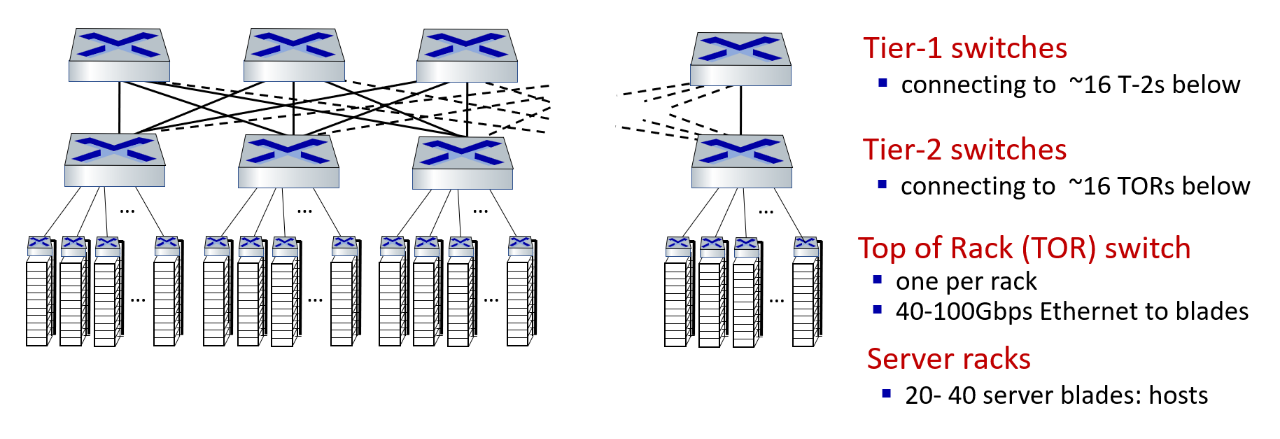 Tier-1 switches
▪ connecting to ~16 T-2s below
Tier-2 switches
▪ connecting to ~16 TORs below
Top of Rack (TOR) switch
▪ one per rack
▪ 40-100Gbps Ethernet to blades
Server racks
▪ 20- 40 server blades: hosts
...
...
...
...
...
...
...
...